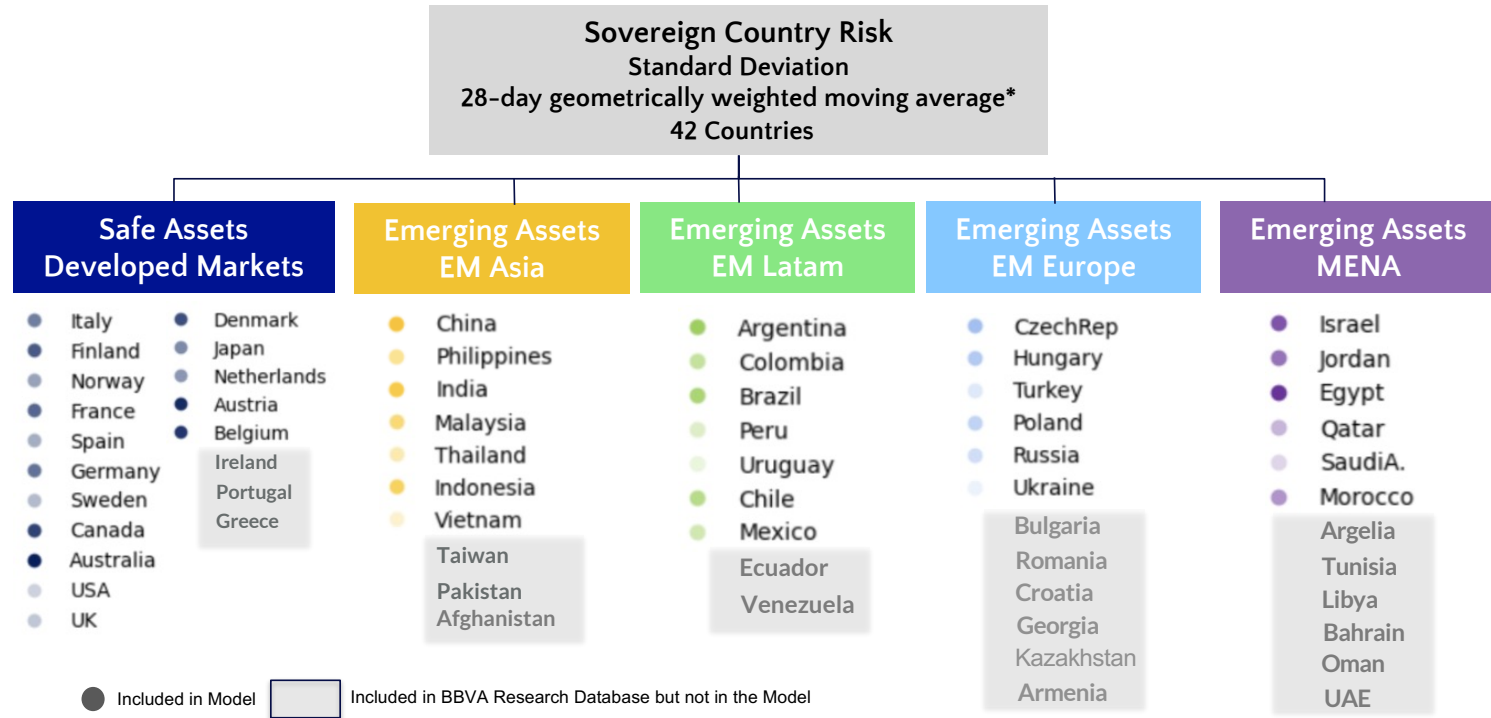 Sovereign Country Risk
Standard Deviation
28-day geometrically weighted moving average*
42 Countries
Safe Assets
Developed Markets
Italy
Finland
Norway
France
Spain
Germany
Sweden
Canada
Australia
USA
UK
Denmark
Japan
Netherlands
Austria
Belgium
Ireland
Portugal
Greece
Emerging Assets
EM Asia
China
Philippines
India
Malaysia
Thailand
Indonesia
Vietnam
Taiwan
Pakistan
Afghanistan
Emerging Assets
EM Latam
Argentina
Colombia
Brazil
Peru
Uruguay
Chile
Mexico
Ecuador
Venezuela
Emerging Assets
EM Europe
CzechRep
Hungary
Turkey
Poland
Russia
Ukraine
Bulgaria
Romania
Croatia
Georgia
Kazakhstan
Armenia
Emerging Assets
MENA
Israel
Jordan
Egypt
Qatar
SaudiA.
Morocco
Argelia
Tunisia
Libya
Bahrain
Oman
UAE
Included in Model
Included in BBVA Research Database but not in the Model